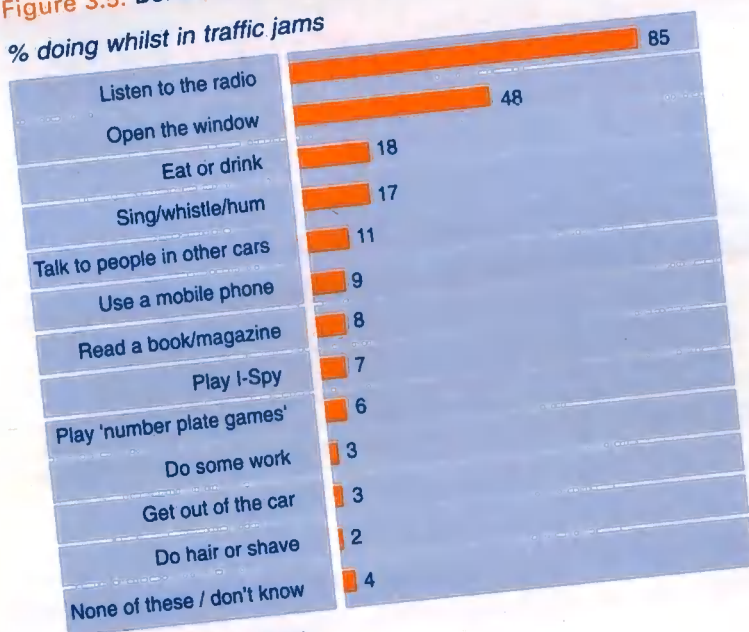 Figure 3.5:
% doing whilst in traffic jams
Listen to the radio 85
Open the window 48
Eat or drink 18
Sing/whistle/hum 17
Talk to people in other cars 11
Use a mobile phone 9
Read a book/magazine 8
Play I-Spy 7
Play 'number plate games' 6
Do some work 3
Get out of the car 3
Do hair or shave 2
None of these / don't know 4